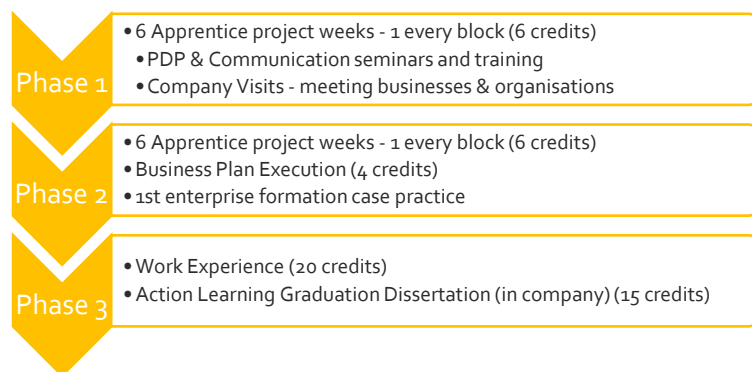 Phase 1
•6 Apprentice project weeks - 1 every block (6 credits)
•PDP & Communication seminars and training
•Company Visits - meeting businesses & organisations
Phase 2
•6 Apprentice project weeks - 1 every block (6 credits)
•Business Plan Execution (4 credits)
•1st enterprise formation case practice
Phase 3
•Work Experience (20 credits)
•Action Learning Graduation Dissertation (in company) (15 credits)